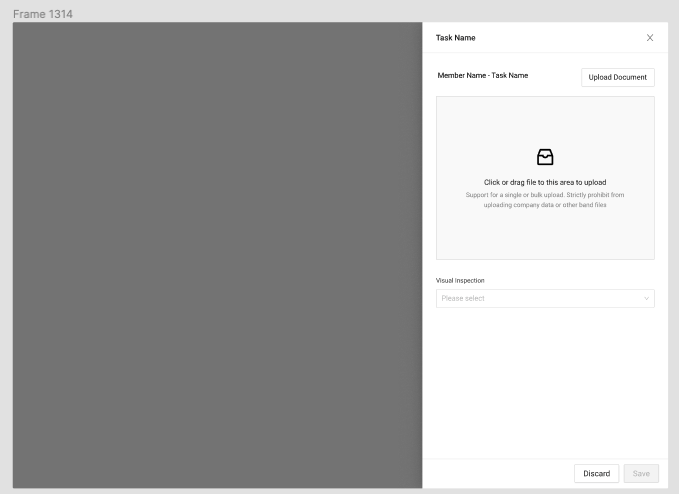 Frame 1314
Task Name
Member Name - Task Name
Upload Document
Click or drag file to this area to upload
Support for a single or bulk upload. Strictly prohibit from
uploading company data or other band files
Visual Inspection
Please select
Discard
Save